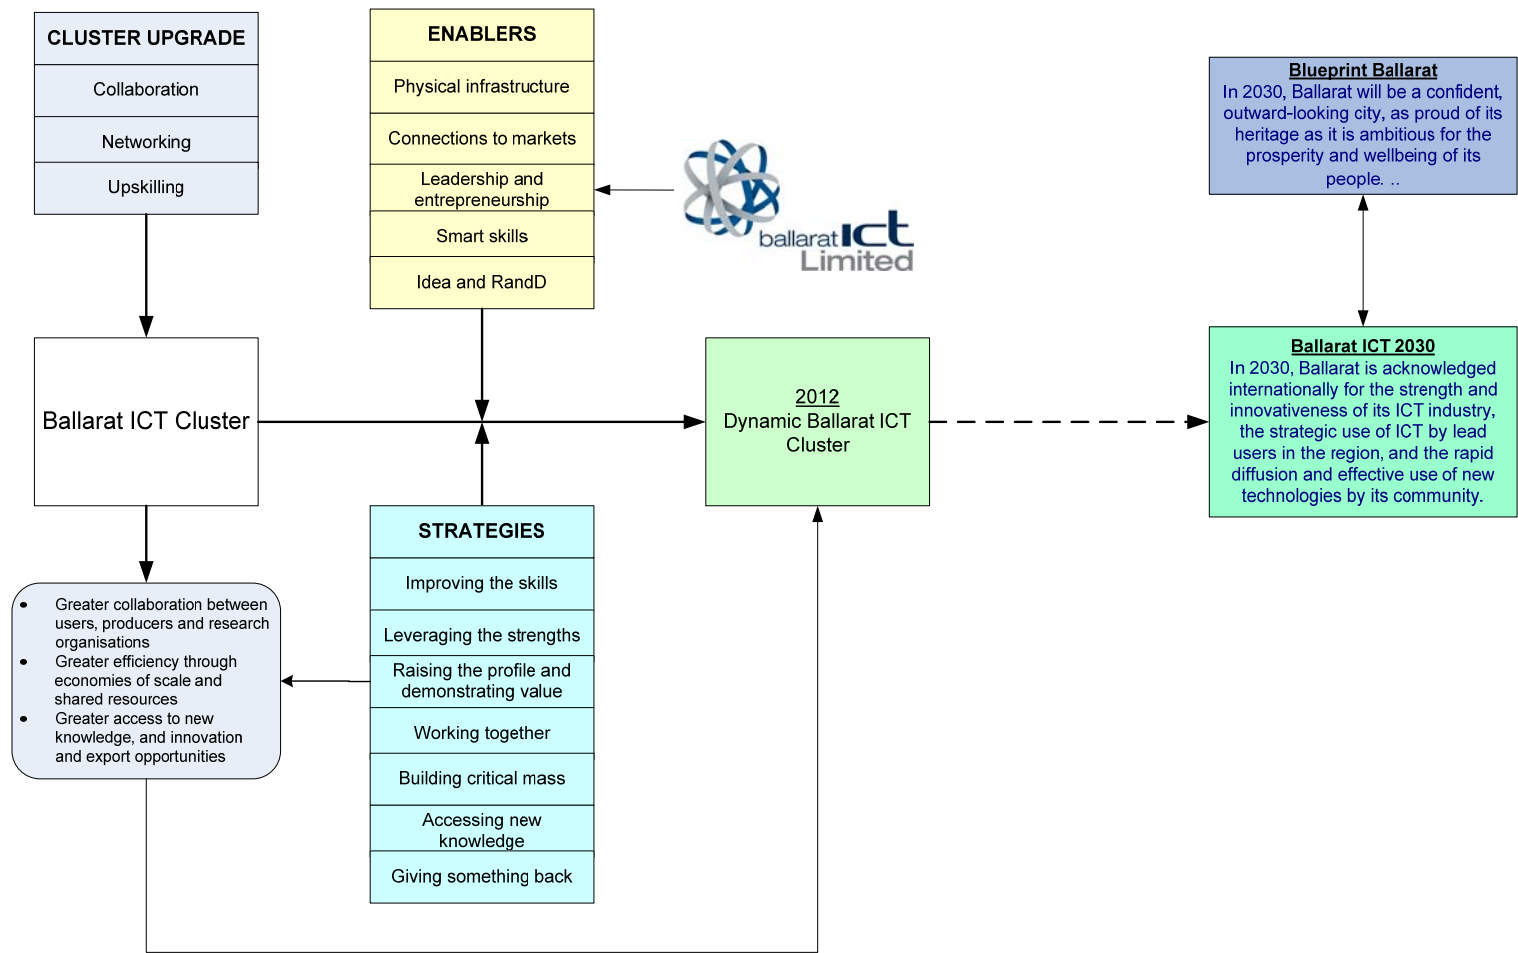 CLUSTER UPGRADE
Collaboration
Networking
Upskilling
ENABLERS
Physical infrastructure
Connections to markets
Leadership and
entrepreneurship
Smart skills
Idea and RandD
ballarat ict
Limited
Blueprint Ballarat
In 2030, Ballarat will be a confident,
outward-looking city, as proud of its
heritage as it is ambitious for the
prosperity and wellbeing of its
people. ..
Ballarat ICT Cluster
2012
Dynamic Ballarat ICT
Cluster
Ballarat ICT 2030
In 2030, Ballarat is acknowledged
internationally for the strength and
innovativeness of its ICT industry,
the strategic use of ICT by lead
users in the region, and the rapid
diffusion and effective use of new
technologies by its community.
STRATEGIES
Improving the skills
Leveraging the strengths
Raising the profile and
demonstrating value
Working together
Building critical mass
Accessing new
knowledge
Giving something back
• Greater collaboration between
users, producers and research
organisations
• Greater efficiency through
economies of scale and
shared resources
• Greater access to new
knowledge, and innovation
and export opportunities